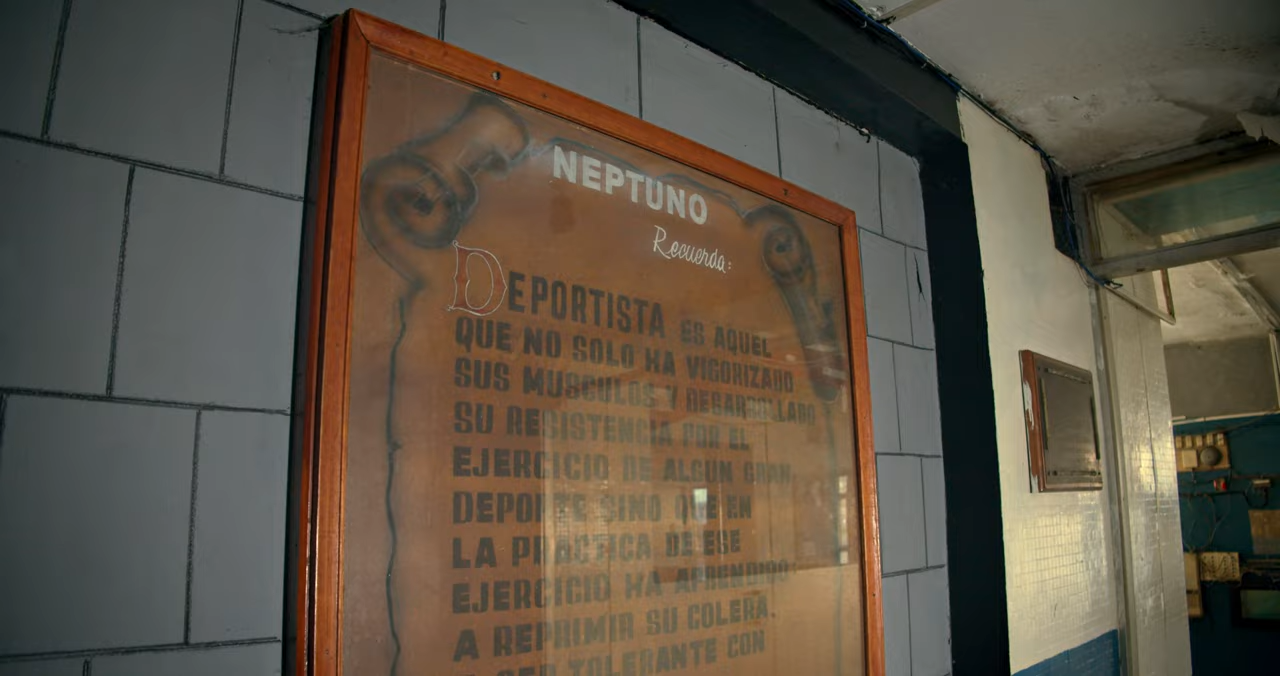 NEPTUNO
Recuerda:
DEPORTISTA ES AQUEL
QUE NO SOLO HA VIGORIZADO
SUS MUSCULOS Y DESARROLLADO
SU RESISTENCIA POR EL
EJERCICIO DE ALGUN GRAN
DEPORTE SINO QUE EN
LA PRACTICA DE ESE
EJERCICIO HA APRENDIDO
A REPRIMIR SU COLERA,
A SER TOLERANTE CON